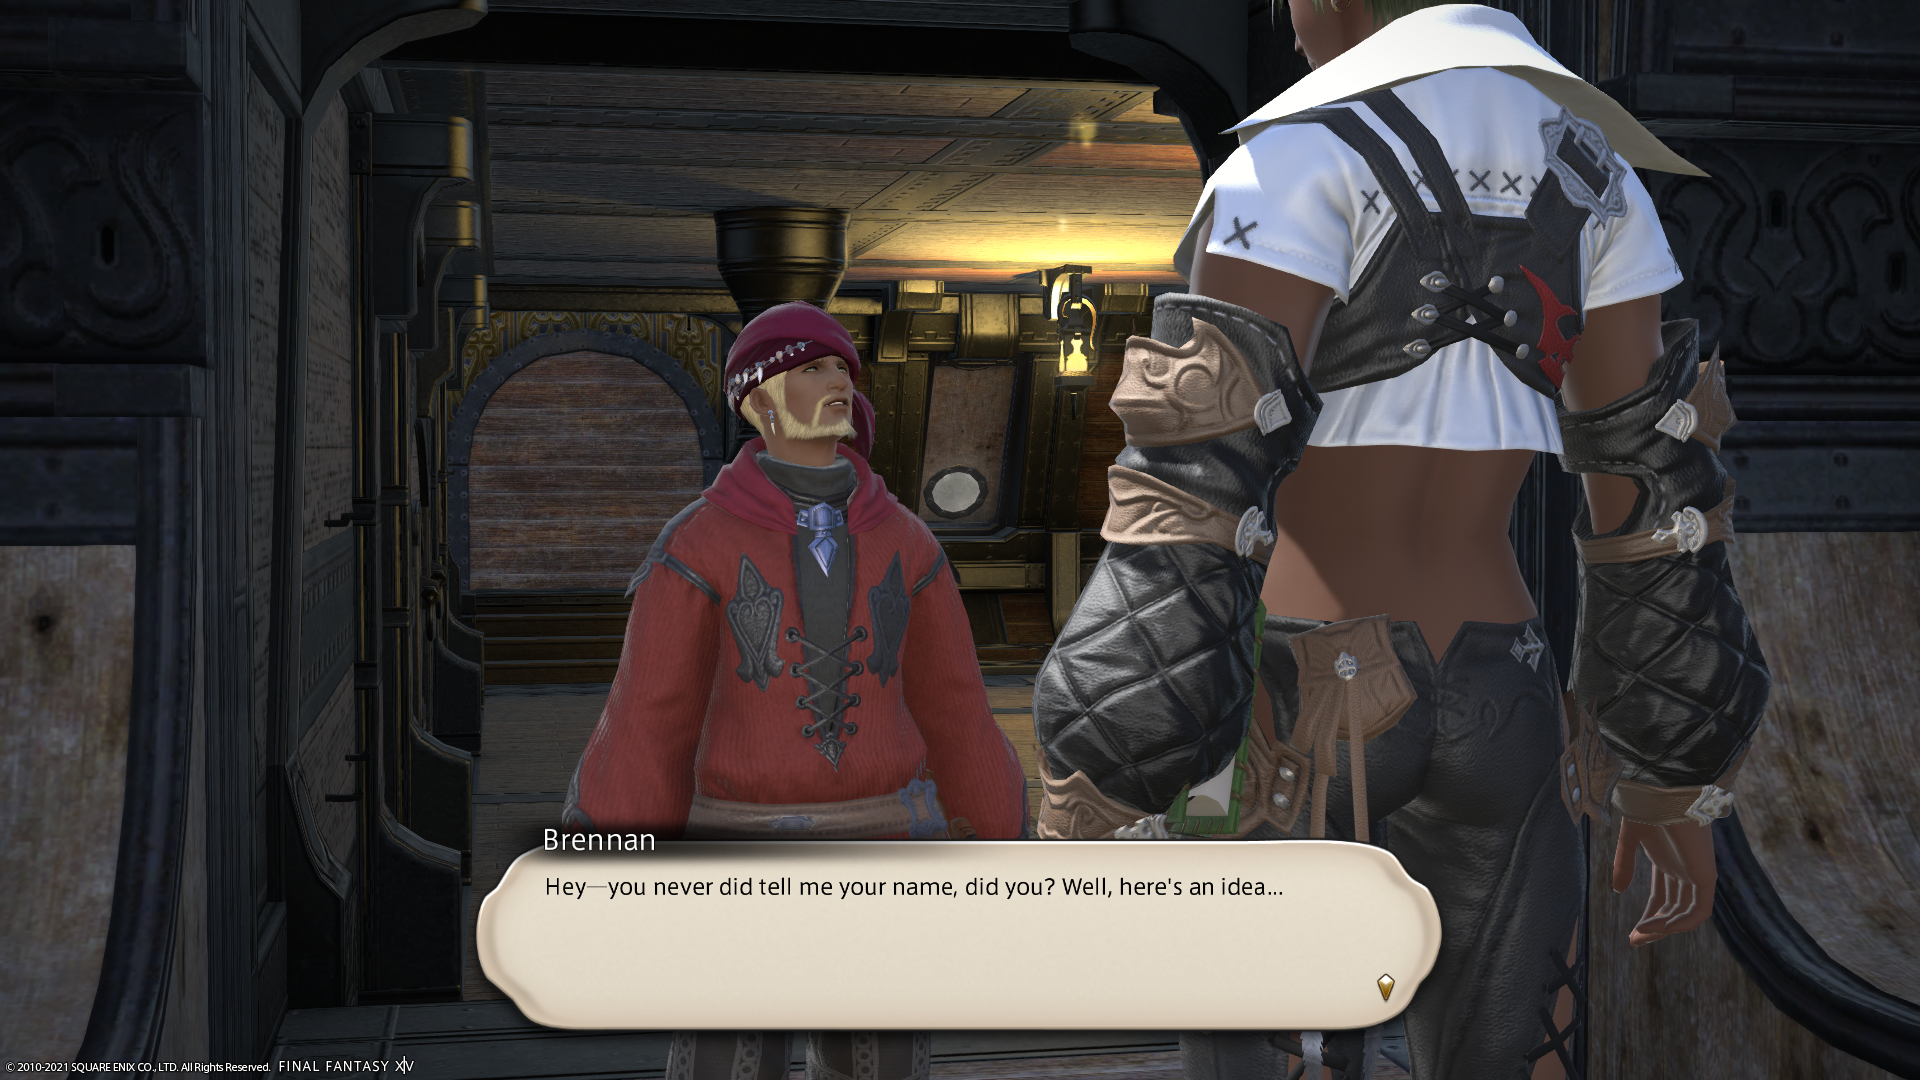 Brennan
Hey—you never did tell me your name, did you? Well, here's an idea...
© 2010-2021 SQUARE ENIX CO., LTD. All Rights Reserved. FINAL FANTASY XIV